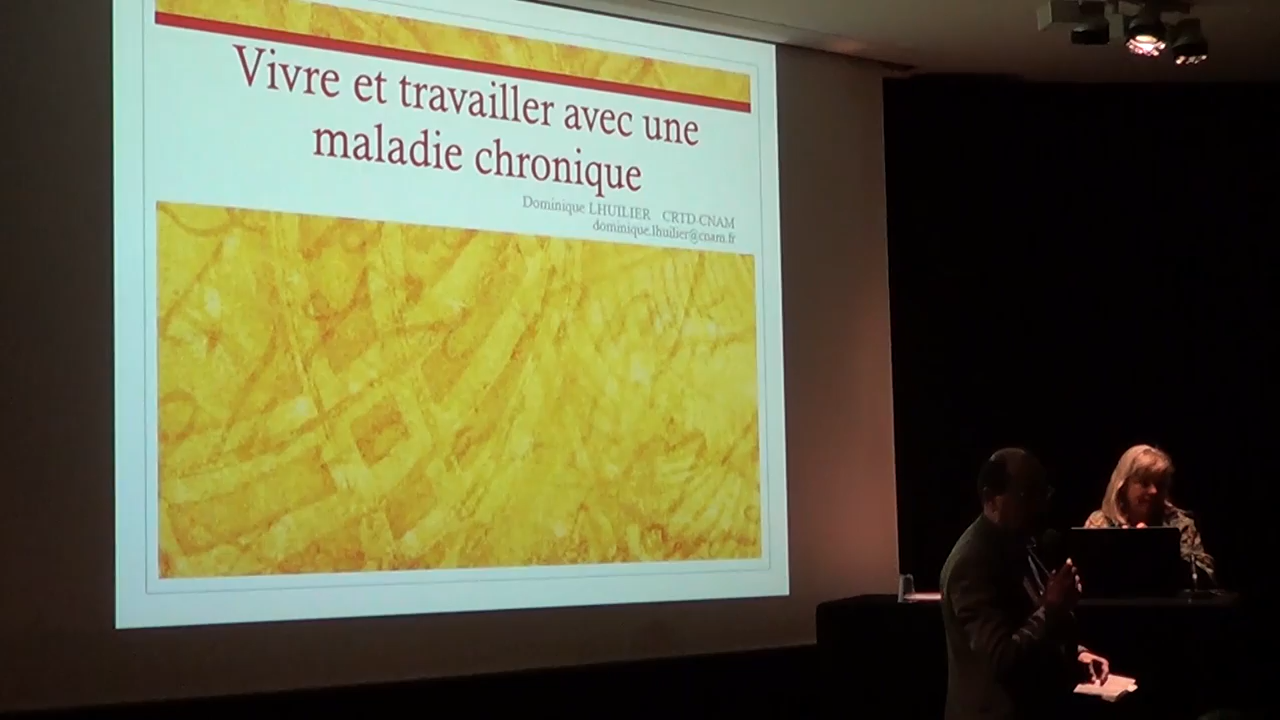 Vivre et travailler avec une
maladie chronique
Dominique LHUILIER CRTD-CNAM
dominique.lhuilier@cnam.fr